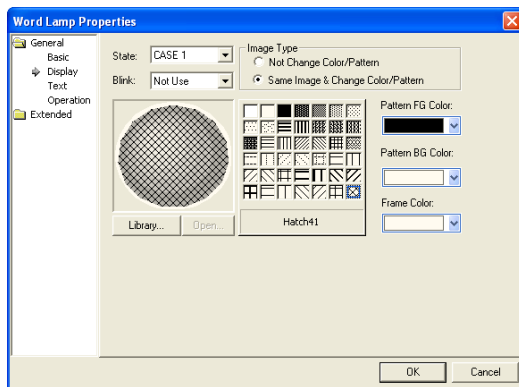 Word Lamp Properties
General
Basic
Display
Text
Operation
Extended
State: CASE 1
Blink: Not Use
Image Type
Not Change Color/Pattern
Same Image & Change Color/Pattern
Library...
Open...
Hatch41
Pattern FG Color:
Pattern BG Color:
Frame Color:
OK
Cancel